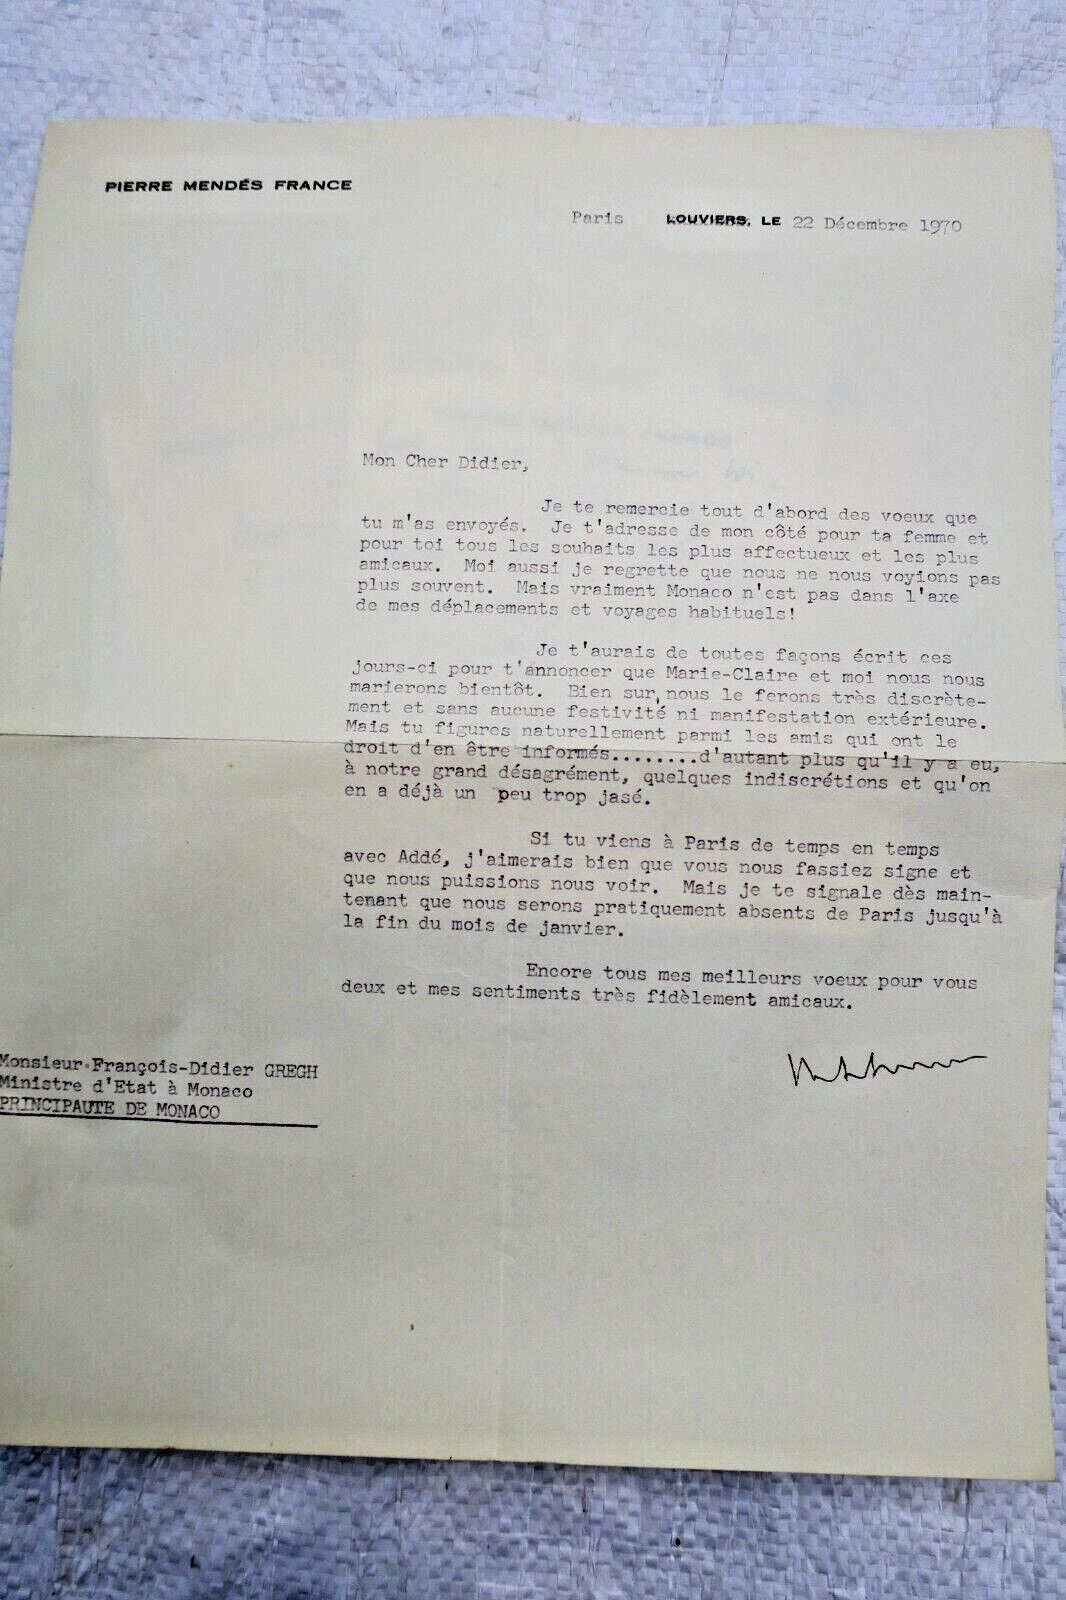 PIERRE MENDÉS FRANCE
Paris LOUVIERS, LE 22 Décembre 1970
Mon Cher Didier,
Je te remercie tout d'abord des voeux que
tu m'as envoyés. Je t'adresse de mon côté pour ta femme et
pour toi tous les souhaits les plus affectueux et les plus
amicaux. Moi aussi je regrette que nous ne nous voyions pas
plus souvent. Mais vraiment Monaco n'est pas dans l'axe
de mes déplacements et voyages habituels!
Je t'aurais de toutes façons écrit ces
jours-ci pour t'annoncer que Marie-Claire et moi nous nous
marierons bientôt. Bien sur, nous le ferons très discrète-
ment et sans aucune festivité ni manifestation extérieure.
Mais tu figures naturellement parmi les amis qui ont le
droit d'en être informés........d'autant plus qu'il y a eu,
à notre grand désagrément, quelques indiscrétions et qu'on
en a déjà un peu trop jasé.
Si tu viens à Paris de temps en temps
avec Addé, j'aimerais bien que vous nous fassiez signe et
que nous puissions nous voir. Mais je te signale dès main-
tenant que nous serons pratiquement absents de Paris jusqu'à
la fin du mois de janvier.
Encore tous mes meilleurs voeux pour vous
deux et mes sentiments très fidèlement amicaux.
Monsieur François-Didier GREGH
Ministre d'Etat à Monaco
PRINCIPAUTE DE MONACO